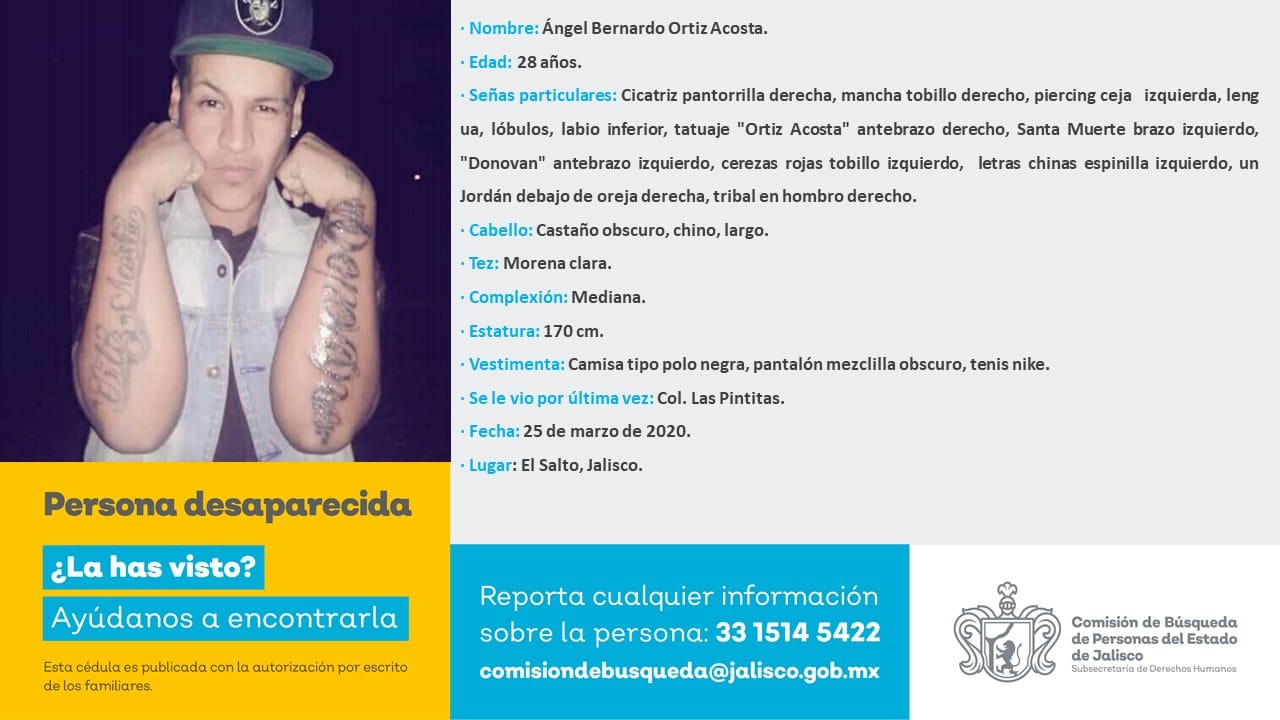 · Nombre: Ángel Bernardo Ortiz Acosta.
· Edad: 28 años.
· Señas particulares: Cicatriz pantorrilla derecha, mancha tobillo derecho, piercing ceja izquierda, leng
ua, lóbulos, labio inferior, tatuaje "Ortiz Acosta" antebrazo derecho, Santa Muerte brazo izquierdo,
"Donovan" antebrazo izquierdo, cerezas rojas tobillo izquierdo, letras chinas espinilla izquierdo, un
Jordán debajo de oreja derecha, tribal en hombro derecho.
· Cabello: Castaño obscuro, chino, largo.
· Tez: Morena clara.
· Complexión: Mediana.
· Estatura: 170 cm.
· Vestimenta: Camisa tipo polo negra, pantalón mezclilla obscuro, tenis nike.
· Se le vio por última vez: Col. Las Pintitas.
· Fecha: 25 de marzo de 2020.
· Lugar: El Salto, Jalisco.
Ortiz Acosta
Donovan
Persona desaparecida
¿La has visto?
Ayúdanos a encontrarla
Esta cédula es publicada con la autorización por escrito
de los familiares.
Reporta cualquier información
sobre la persona: 33 1514 5422
comisiondebusqueda@jalisco.gob.mx
Comisión de Búsqueda
de Personas del Estado
de Jalisco
Subsecretaría de Derechos Humanos